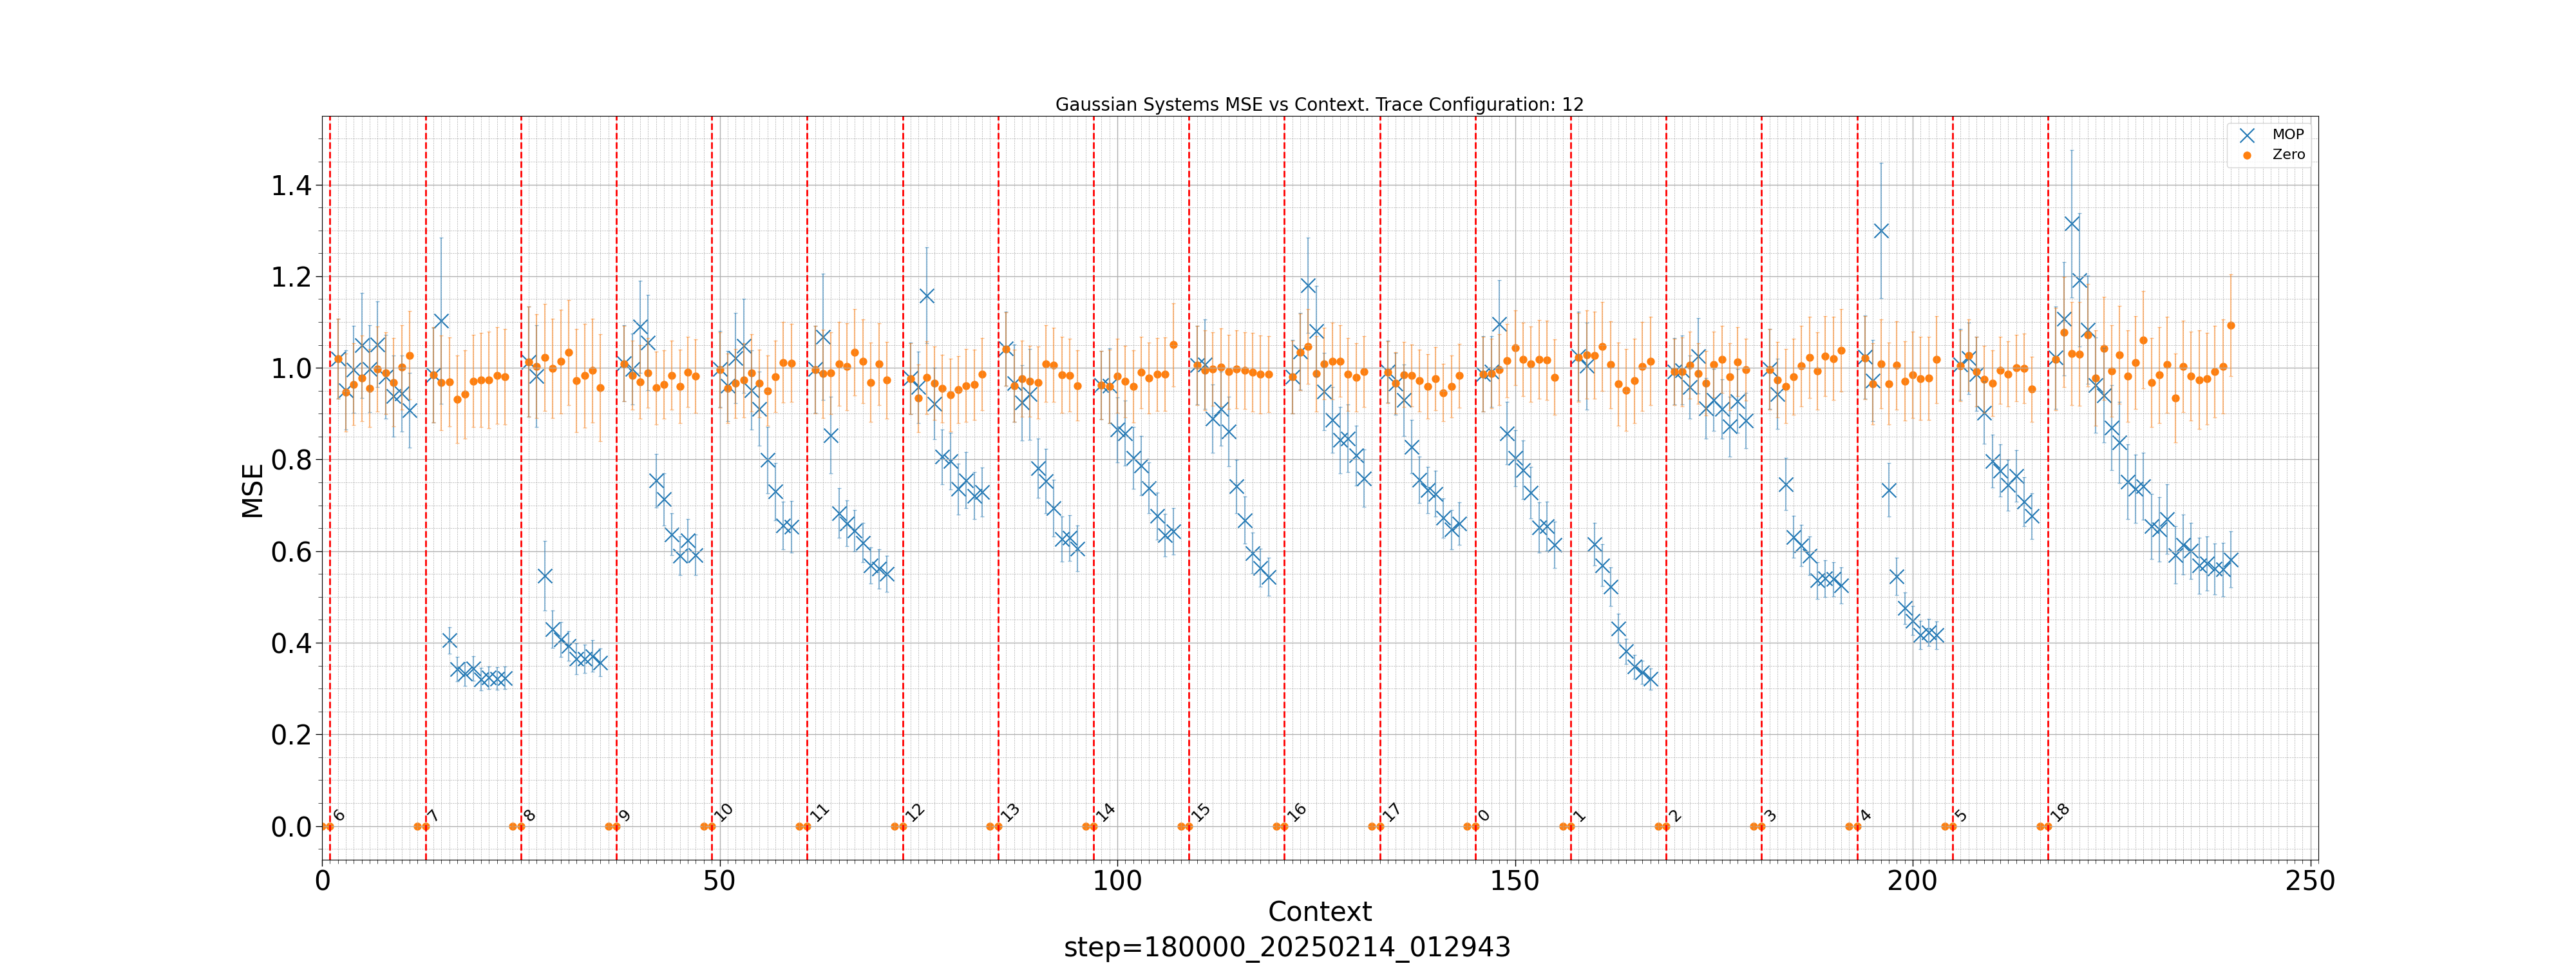 Gaussian Systems MSE vs Context. Trace Configuration: 12
MOP
Zero
MSE
1.4
1.2
1.0
0.8
0.6
0.4
0.2
0.0
6 7 8 9 10 11 12 13 14 15 16 17 0 1 2 3 4 5 18
0 50 100 150 200 250
Context
step=180000_20250214_012943